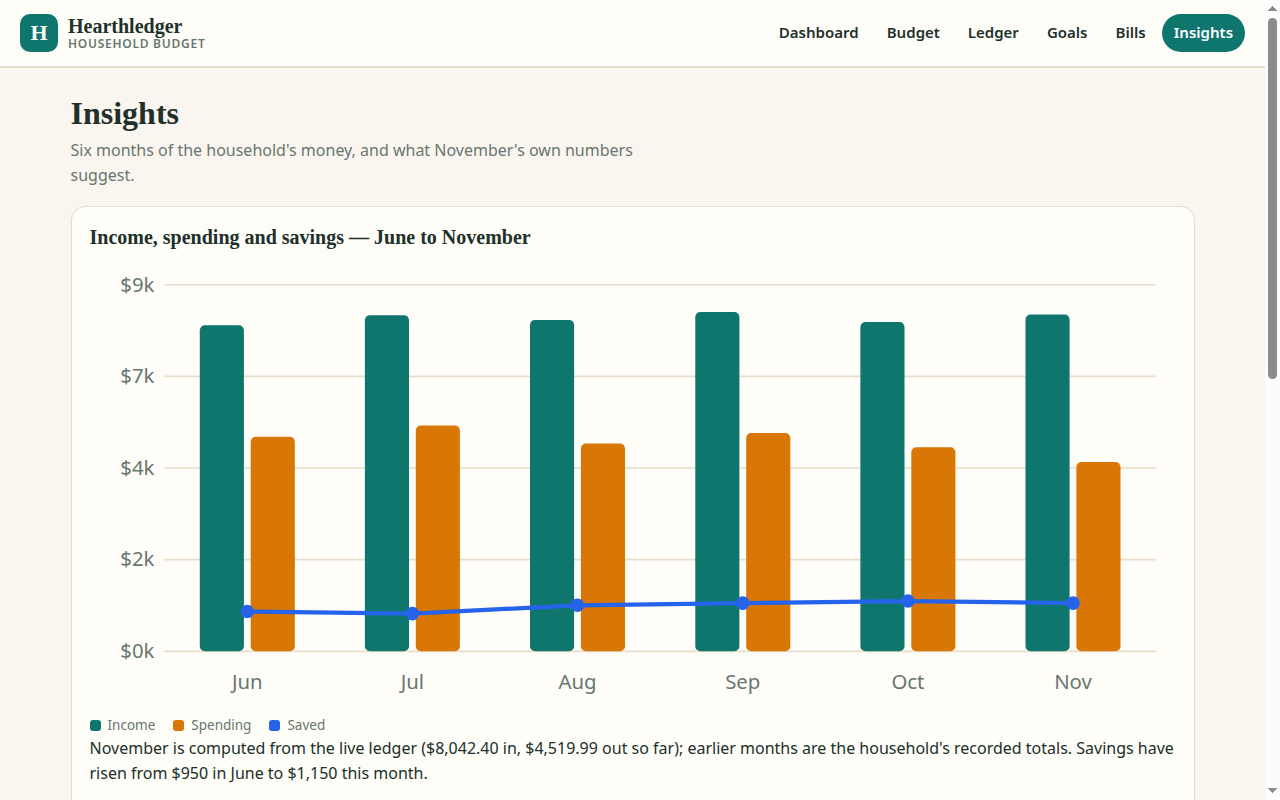 H
Hearthledger
HOUSEHOLD BUDGET
Dashboard Budget Ledger Goals Bills Insights
Insights
Six months of the household's money, and what November's own numbers
suggest.
Income, spending and savings — June to November
$9k
$7k
$4k
$2k
$0k
Jun Jul Aug Sep Oct Nov
Income Spending Saved
November is computed from the live ledger ($8,042.40 in, $4,519.99 out so far); earlier months are the household's recorded totals. Savings have
risen from $950 in June to $1,150 this month.